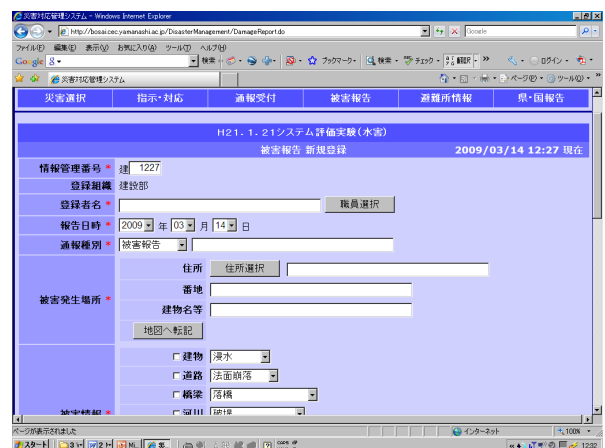 災害対応管理システム - Windows Internet Explorer
http://bosai.cec.yamanashi.ac.jp/DisasterManagement/DamageReport.do
Google
ファイル(F) 編集(E) 表示(V) お気に入り(A) ツール(T) ヘルプ(H)
Google 検索 ブックマーク 検索 チェック 翻訳 ログイン
災害対応管理システム ページ(P) ツール(O)
災害選択 指示・対応 通報受付 被害報告 避難所情報 県・国報告
H21．1．21システム評価実験(水害)
被害報告 新規登録 2009/03/14 12:27 現在
情報管理番号 * 建 1227
登録組織 建設部
登録者名 * 職員選択
報告日時 * 2009 年 03 月 14 日
通報種別 * 被害報告
被害発生場所 *
住所 住所選択
番地
建物名等
地図へ転記
建物 浸水
道路 法面崩落
橋梁 落橋
被害情報 * 河川 破堤
ページが表示されました インターネット 100%
スタート 12:32